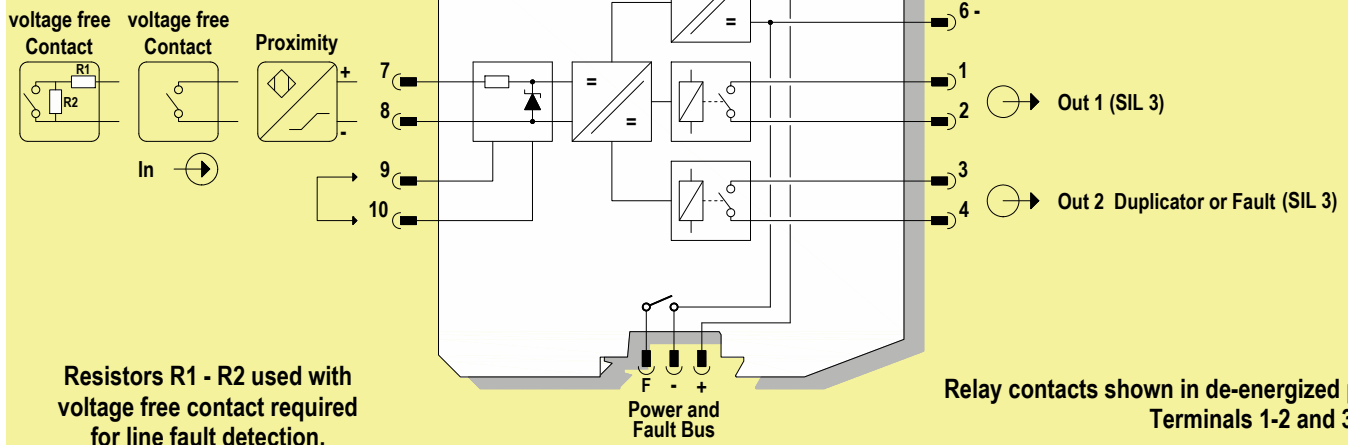 voltage free voltage free
Contact Contact Proximity
R1
R2
+
-
In
7
8
9
10
=
=
=
6 -
1
2
3
4
Out 1 (SIL 3)
Out 2 Duplicator or Fault (SIL 3)
F - +
Power and
Fault Bus
Resistors R1 - R2 used with
voltage free contact required
for line fault detection.
Relay contacts shown in de-energized
Terminals 1-2 and